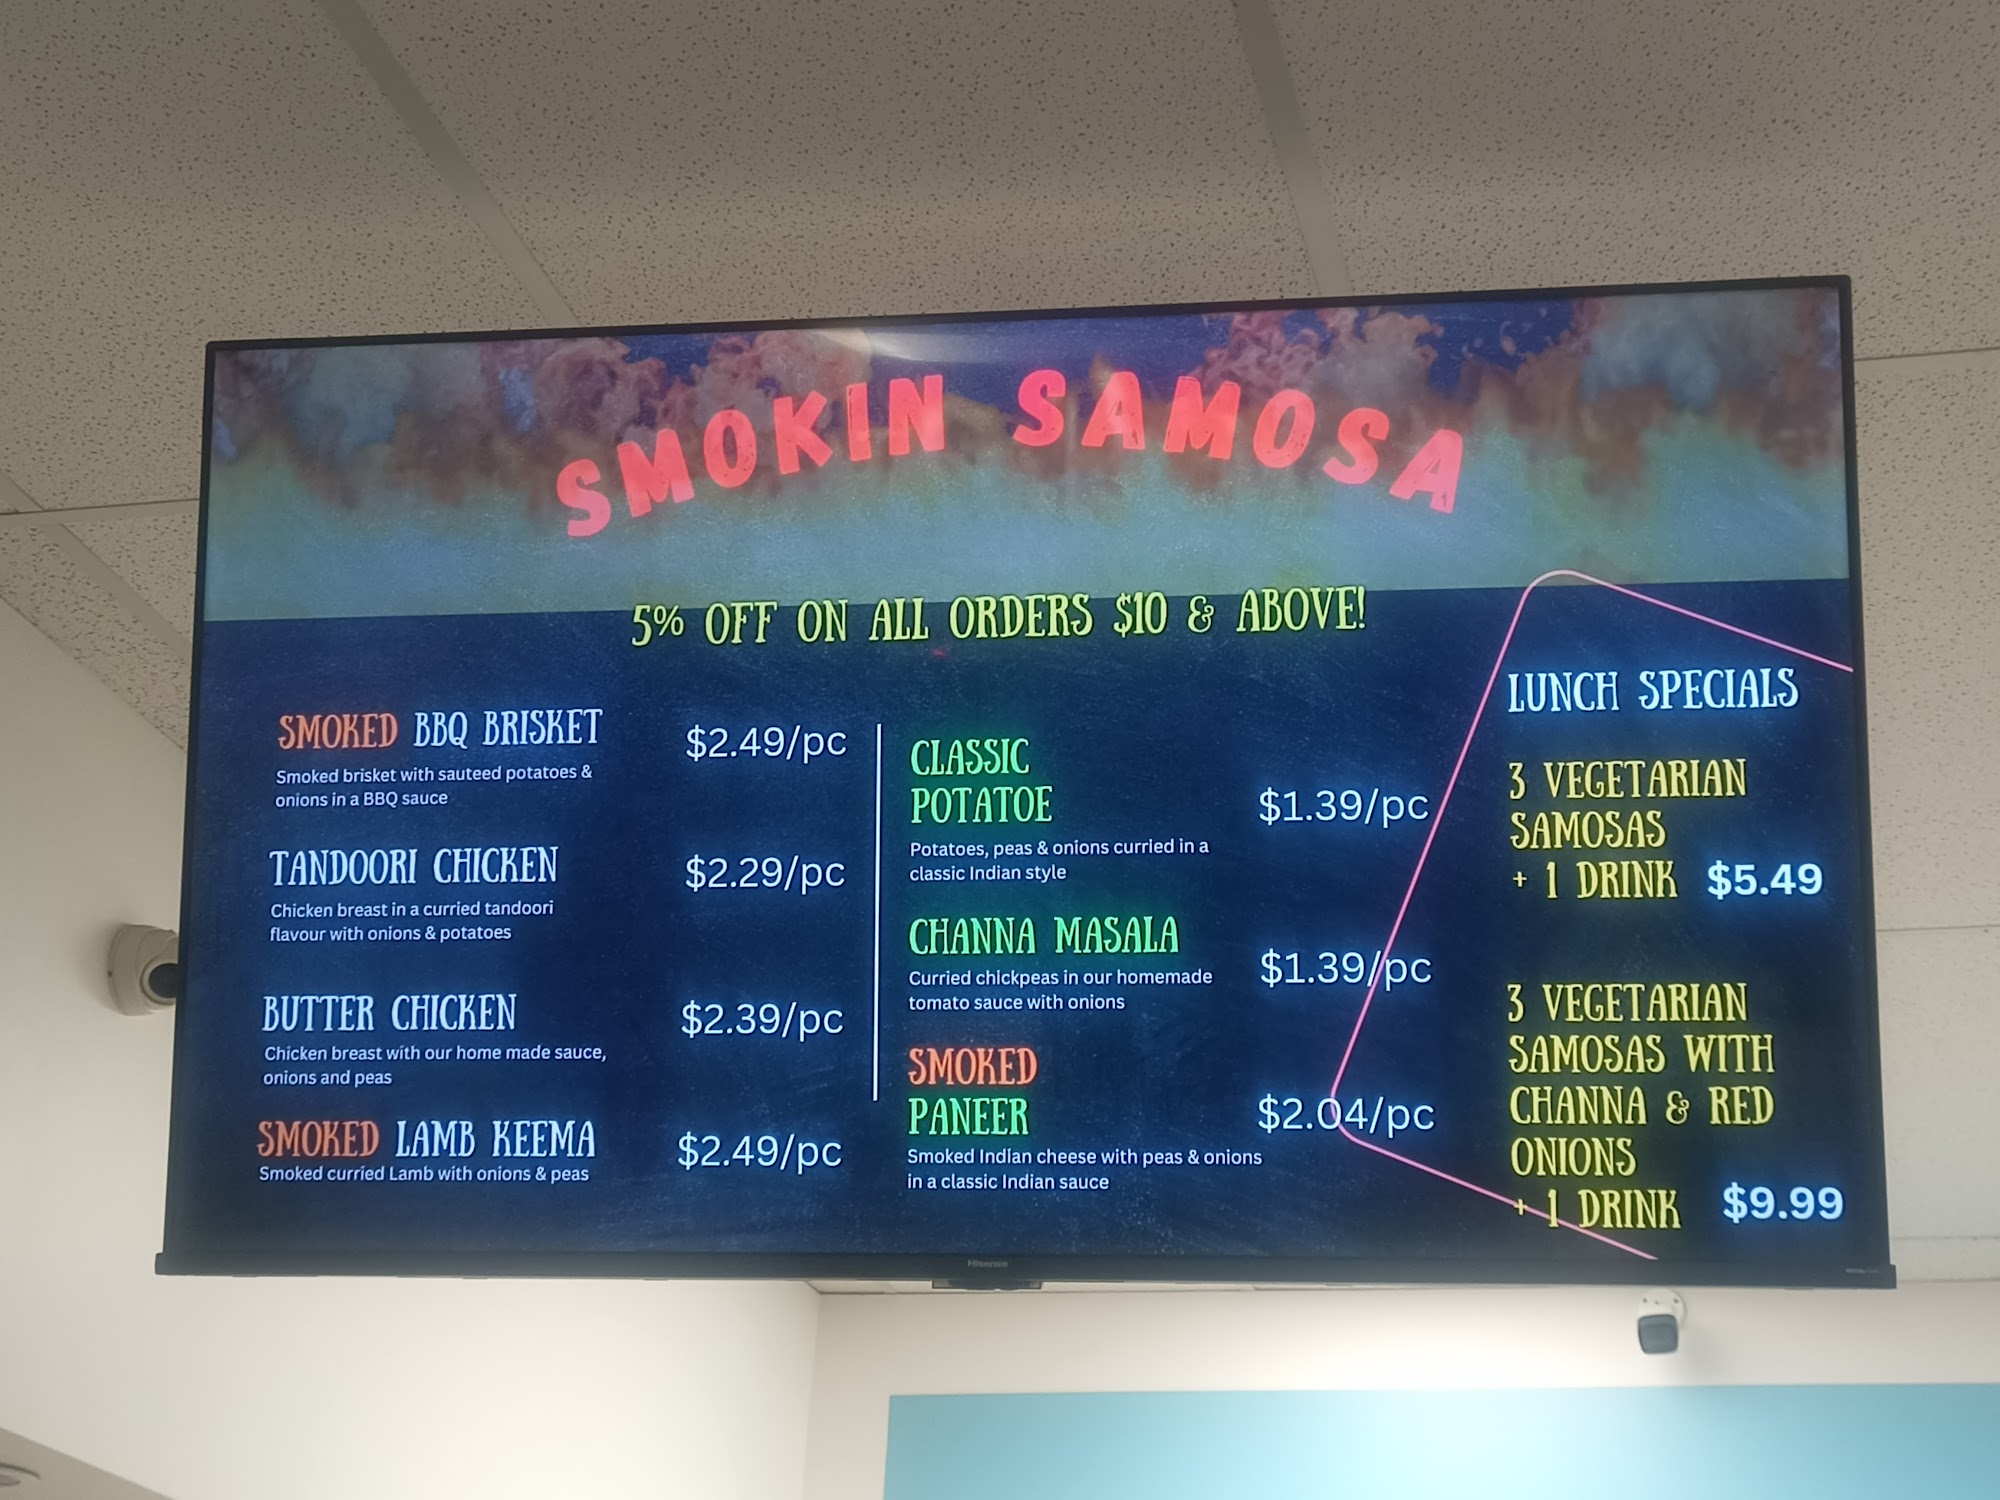 SMOKIN SAMOSA
5% OFF ON ALL ORDERS $10 & ABOVE!
SMOKED BBQ BRISKET $2.49/pc
Smoked brisket with sauteed potatoes &
onions in a BBQ sauce
TANDOORI CHICKEN $2.29/pc
Chicken breast in a curried tandoori
flavour with onions & potatoes
BUTTER CHICKEN $2.39/pc
Chicken breast with our home made sauce,
onions and peas
SMOKED LAMB KEEMA $2.49/pc
Smoked curried Lamb with onions & peas
CLASSIC
POTATOE $1.39/pc
Potatoes, peas & onions curried in a
classic Indian style
CHANNA MASALA $1.39/pc
Curried chickpeas in our homemade
tomato sauce with onions
SMOKED
PANEER $2.04/pc
Smoked Indian cheese with peas & onions
in a classic Indian sauce
LUNCH SPECIALS
3 VEGETARIAN
SAMOSAS
+ 1 DRINK $5.49
3 VEGETARIAN
SAMOSAS WITH
CHANNA & RED
ONIONS
+ 1 DRINK $9.99
Hisense